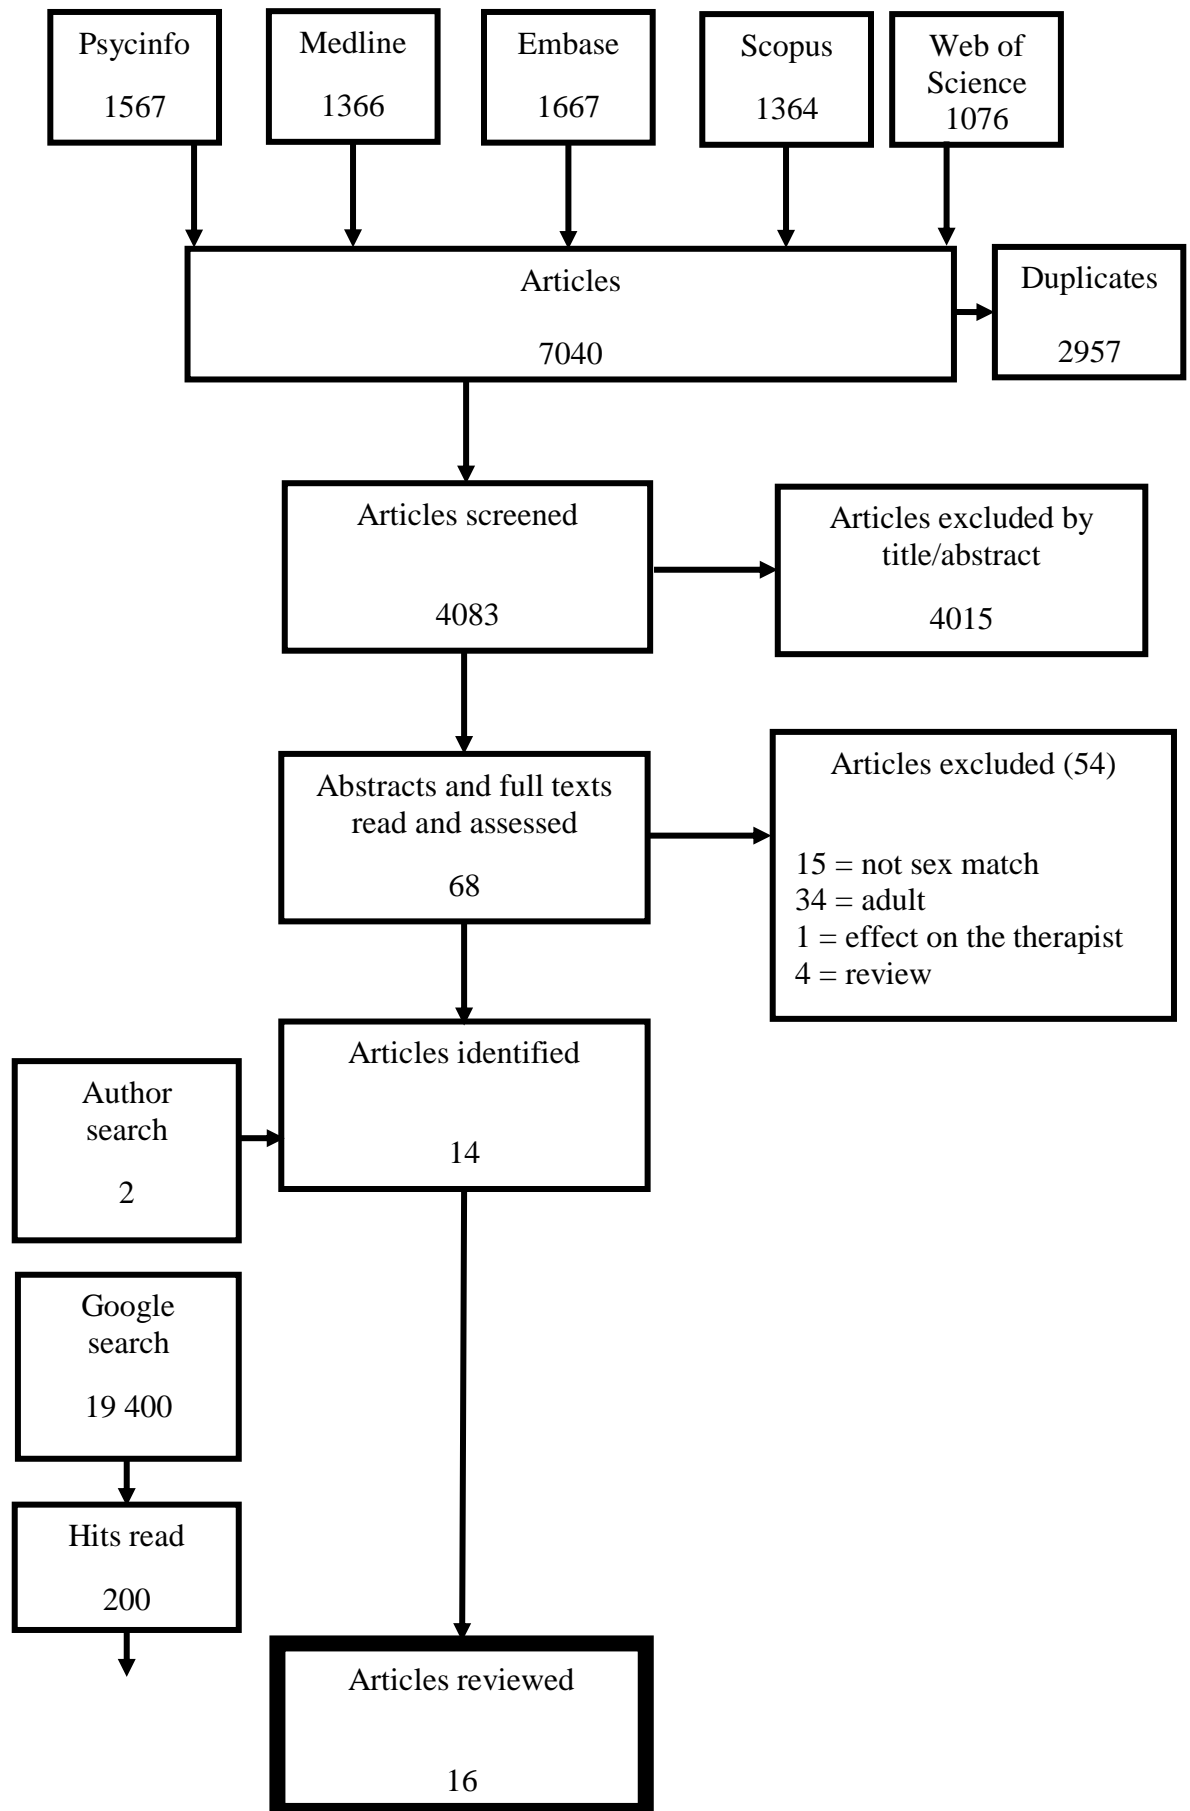 Psycinfo
1567
Medline
1366
Embase
1667
Scopus
1364
Web of
Science
1076
Articles
7040
Duplicates
2957
Articles screened
4083
Articles excluded by
title/abstract
4015
Abstracts and full texts
read and assessed
68
Articles excluded (54)
15 = not sex match
34 = adult
1 = effect on the therapist
4 = review
Articles identified
14
Author
search
2
Google
search
19 400
Hits read
200
Articles reviewed
16